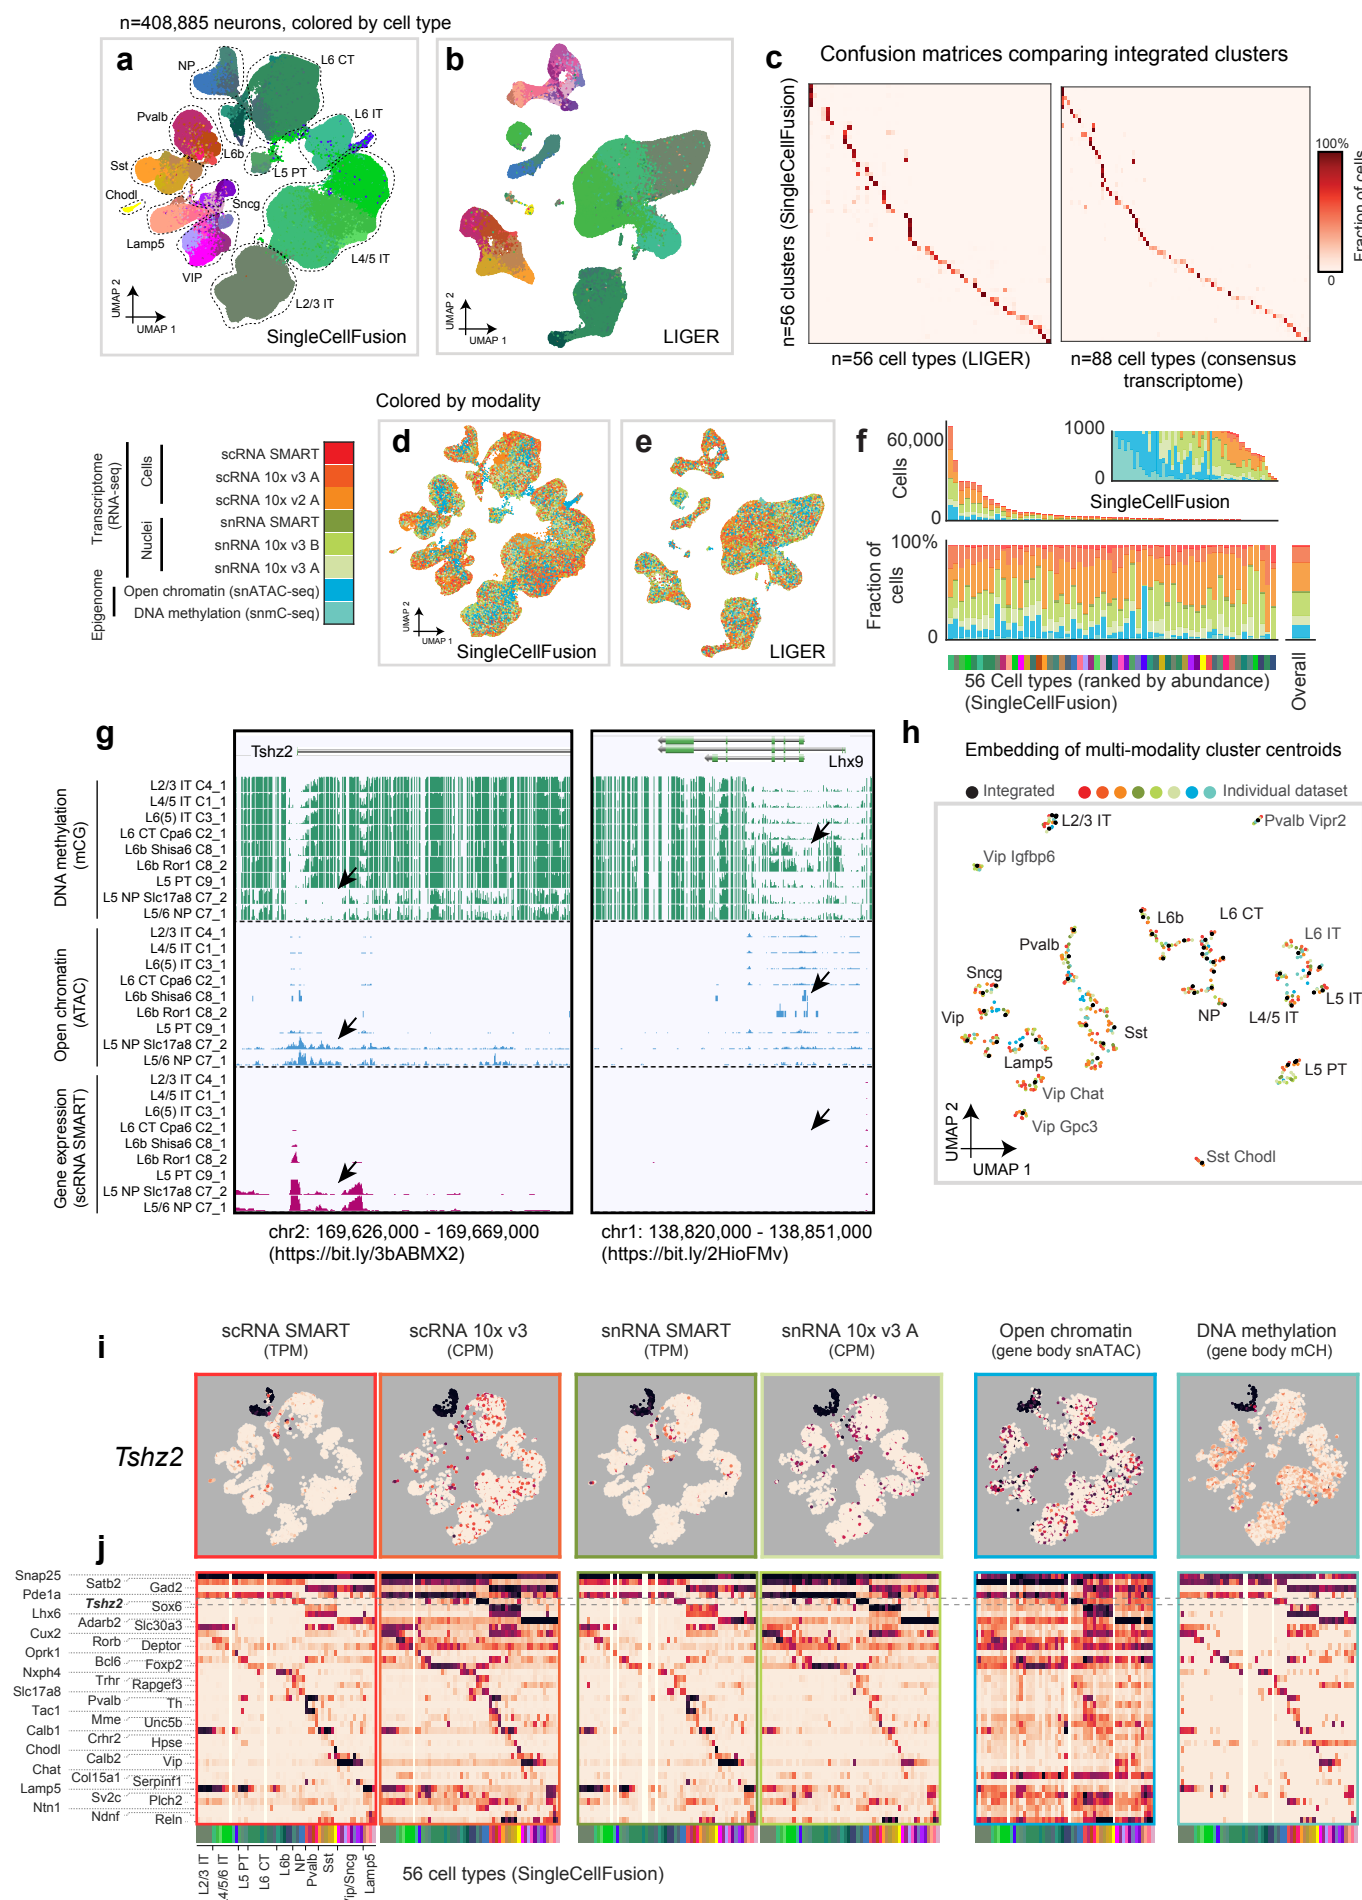 n=408,885 neurons, colored by cell type
a
NP
L6 CT
Pvalb
L6 IT
L6b
Sst
L5 PT
Chodl
Sncg
Lamp5
VIP
L4/5 IT
L2/3 IT
UMAP 2
UMAP 1
SingleCellFusion
b
UMAP 2
UMAP 1
LIGER
c
Confusion matrices comparing integrated clusters
n=56 clusters (SingleCellFusion)
n=56 cell types (LIGER)
n=88 cell types (consensus
transcriptome)
100%
0
Fraction of cells
Colored by modality
Transcriptome
(RNA-seq)
Cells
Nuclei
Epigenome
scRNA SMART
scRNA 10x v3 A
scRNA 10x v2 A
snRNA SMART
snRNA 10x v3 B
snRNA 10x v3 A
Open chromatin (snATAC-seq)
DNA methylation (snmC-seq)
d
UMAP 2
UMAP 1
SingleCellFusion
e
LIGER
f
60,000
Cells
0
1000
0
SingleCellFusion
100%
Fraction of
cells
0
56 Cell types (ranked by abundance)
(SingleCellFusion)
Overall
g
Tshz2
Lhx9
DNA methylation
(mCG)
L2/3 IT C4_1
L4/5 IT C1_1
L6(5) IT C3_1
L6 CT Cpa6 C2_1
L6b Shisa6 C8_1
L6b Ror1 C8_2
L5 PT C9_1
L5 NP Slc17a8 C7_2
L5/6 NP C7_1
Open chromatin
(ATAC)
L2/3 IT C4_1
L4/5 IT C1_1
L6(5) IT C3_1
L6 CT Cpa6 C2_1
L6b Shisa6 C8_1
L6b Ror1 C8_2
L5 PT C9_1
L5 NP Slc17a8 C7_2
L5/6 NP C7_1
Gene expression
(scRNA SMART)
L2/3 IT C4_1
L4/5 IT C1_1
L6(5) IT C3_1
L6 CT Cpa6 C2_1
L6b Shisa6 C8_1
L6b Ror1 C8_2
L5 PT C9_1
L5 NP Slc17a8 C7_2
L5/6 NP C7_1
chr2: 169,626,000 - 169,669,000
(https://bit.ly/3bABMX2)
chr1: 138,820,000 - 138,851,000
(https://bit.ly/2HioFMv)
h
Embedding of multi-modality cluster centroids
Integrated
Individual dataset
L2/3 IT
Pvalb Vipr2
Vip Igfbp6
L6b
L6 CT
Pvalb
L6 IT
Sncg
L5 IT
Vip
NP
L4/5 IT
Sst
Lamp5
L5 PT
Vip Chat
Vip Gpc3
Sst Chodl
UMAP 2
UMAP 1
i
scRNA SMART
(TPM)
scRNA 10x v3
(CPM)
snRNA SMART
(TPM)
snRNA 10x v3 A
(CPM)
Open chromatin
(gene body snATAC)
DNA methylation
(gene body mCH)
Tshz2
j
Snap25
Satb2
Gad2
Pde1a
Tshz2
Sox6
Lhx6
Adarb2
Slc30a3
Cux2
Rorb
Deptor
Oprk1
Bcl6
Foxp2
Nxph4
Trhr
Rapgef3
Slc17a8
Pvalb
Th
Tac1
Mme
Unc5b
Calb1
Crhr2
Hpse
Chodl
Calb2
Vip
Chat
Col15a1
Serpinf1
Lamp5
Sv2c
Plch2
Ntn1
Ndnf
Reln
L2/3 IT
L4/5/6 IT
L5 PT
L6 CT
L6b
NP
Pvalb
Sst
Vip/Sncg
Lamp5
56 cell types (SingleCellFusion)